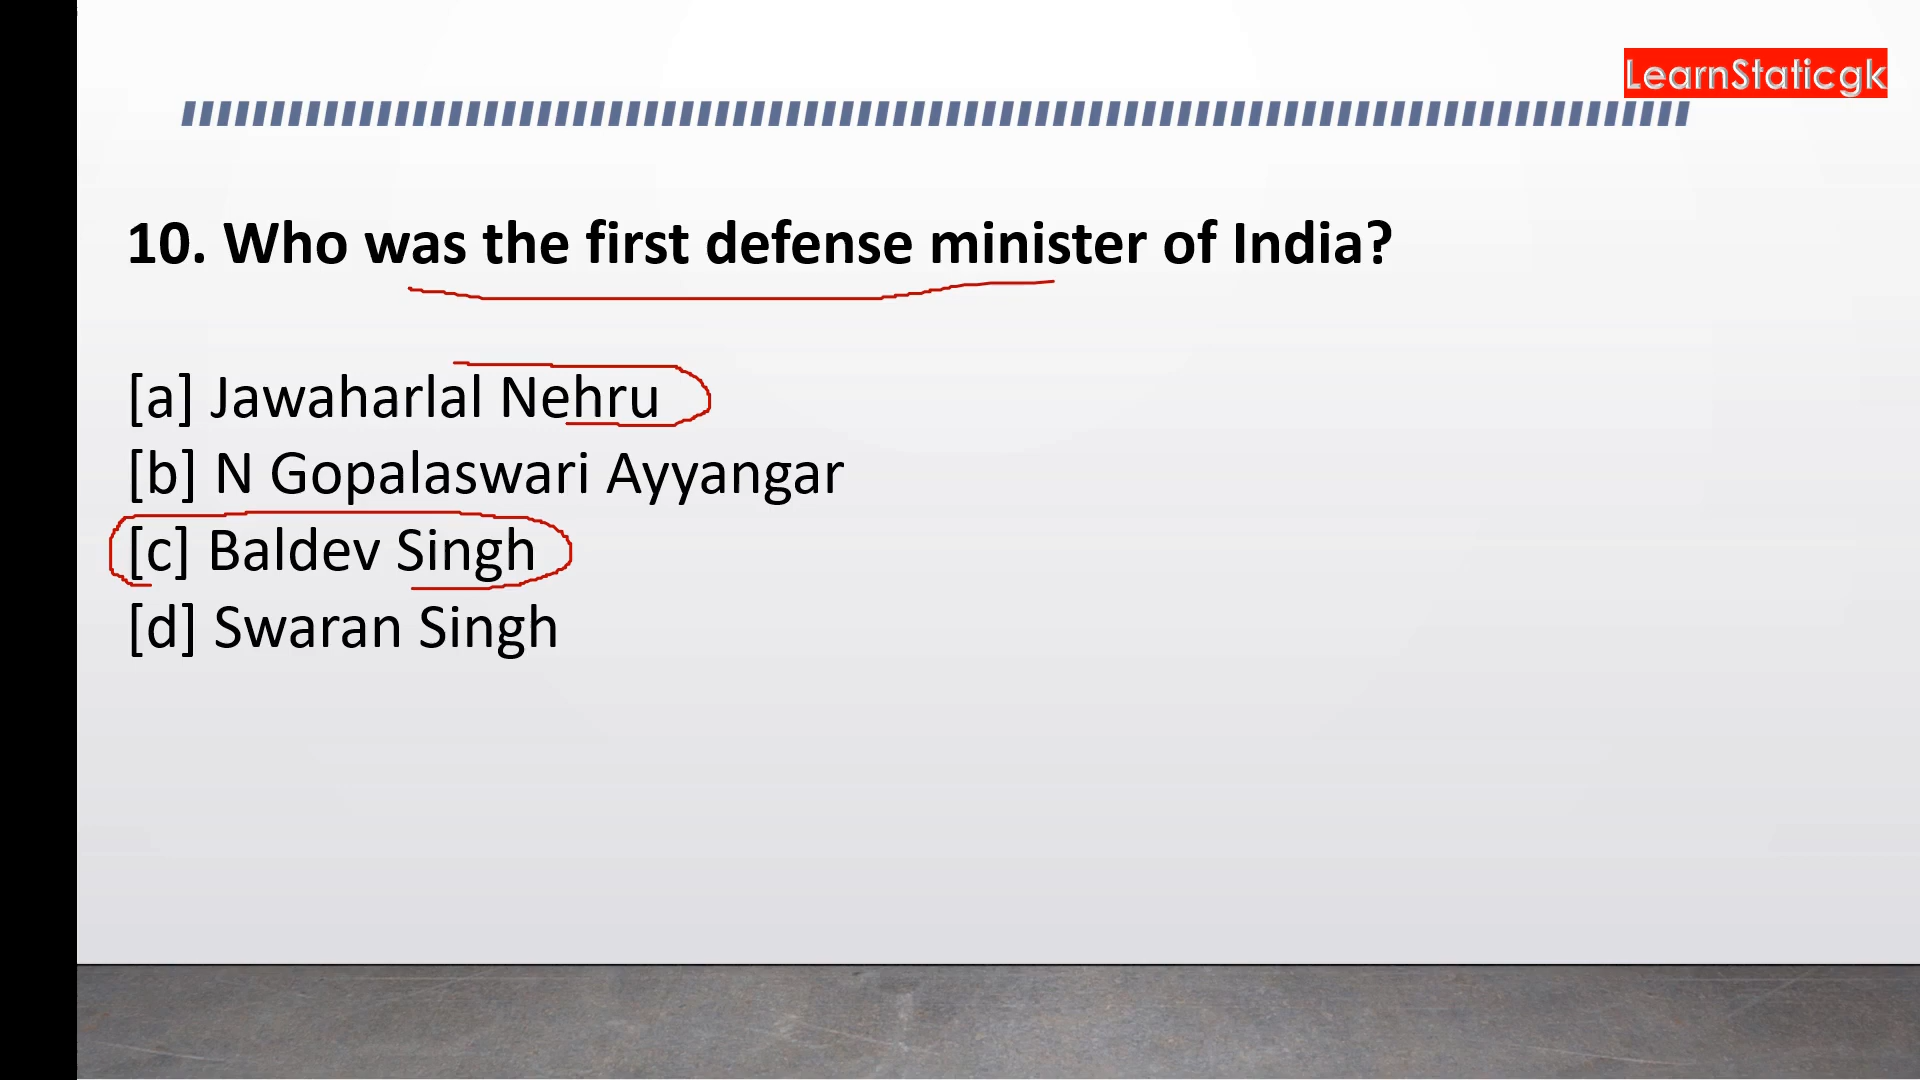 LearnStaticgk
10. Who was the first defense minister of India?
[a] Jawaharlal Nehru
[b] N Gopalaswari Ayyangar
[c] Baldev Singh
[d] Swaran Singh